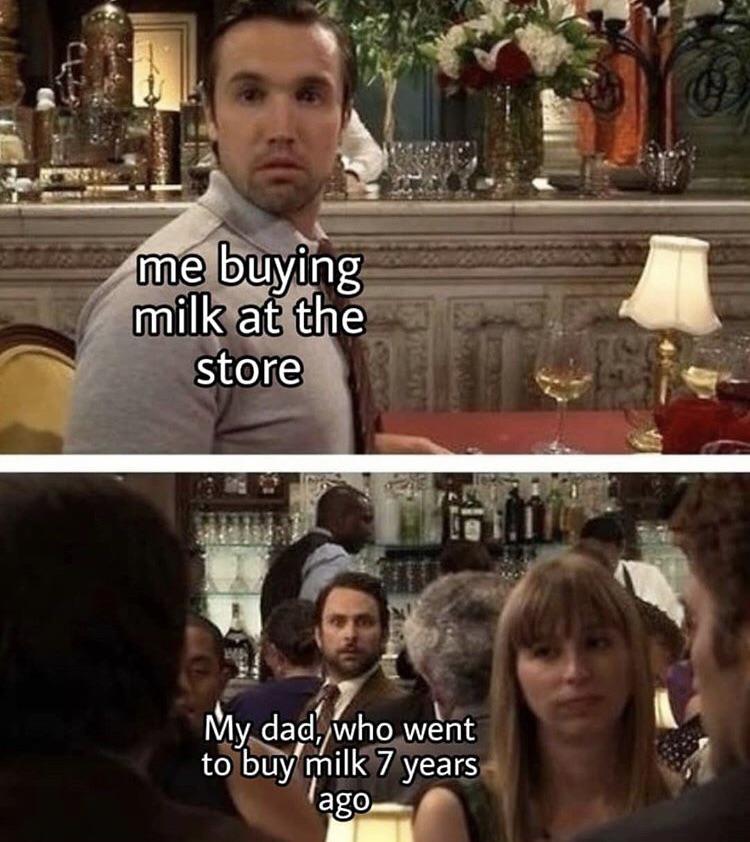 me buying
milk at the
store
My dad, who went
to buy milk 7 years
ago